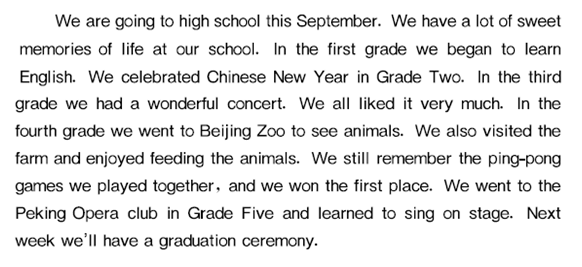 We are going to high school this September. We have a lot of sweet
memories of life at our school. In the first grade we began to learn
English. We celebrated Chinese New Year in Grade Two. In the third
grade we had a wonderful concert. We all liked it very much. In the
fourth grade we went to Beijing Zoo to see animals. We also visited the
farm and enjoyed feeding the animals. We still remember the ping-pong
games we played together, and we won the first place. We went to the
Peking Opera club in Grade Five and learned to sing on stage. Next
week we'll have a graduation ceremony.